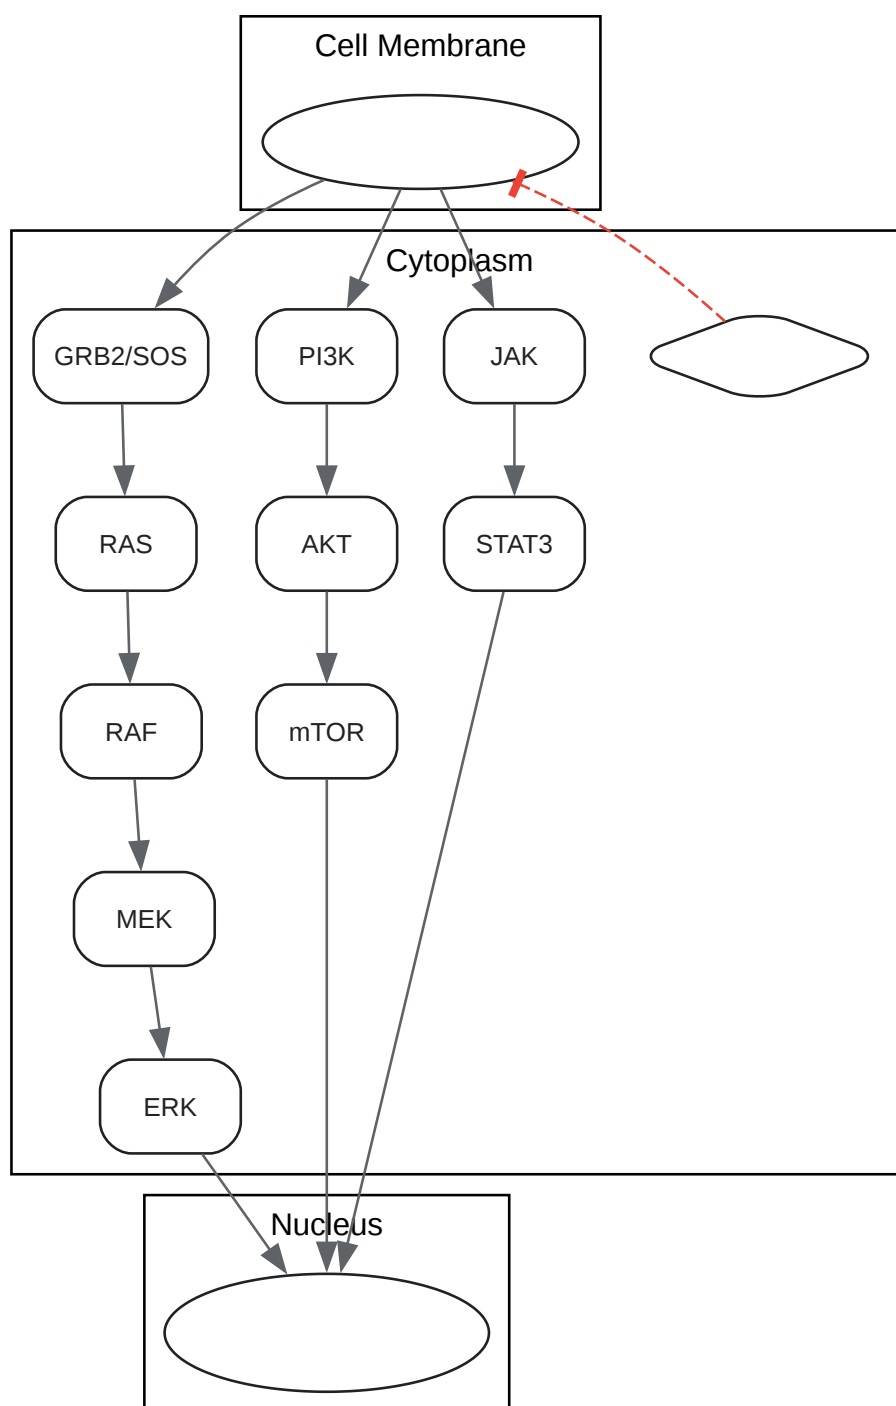 Cell Membrane
Cytoplasm
GRB2/SOS
PI3K
JAK
RAS
AKT
STAT3
RAF
mTOR
MEK
ERK
Nucleus